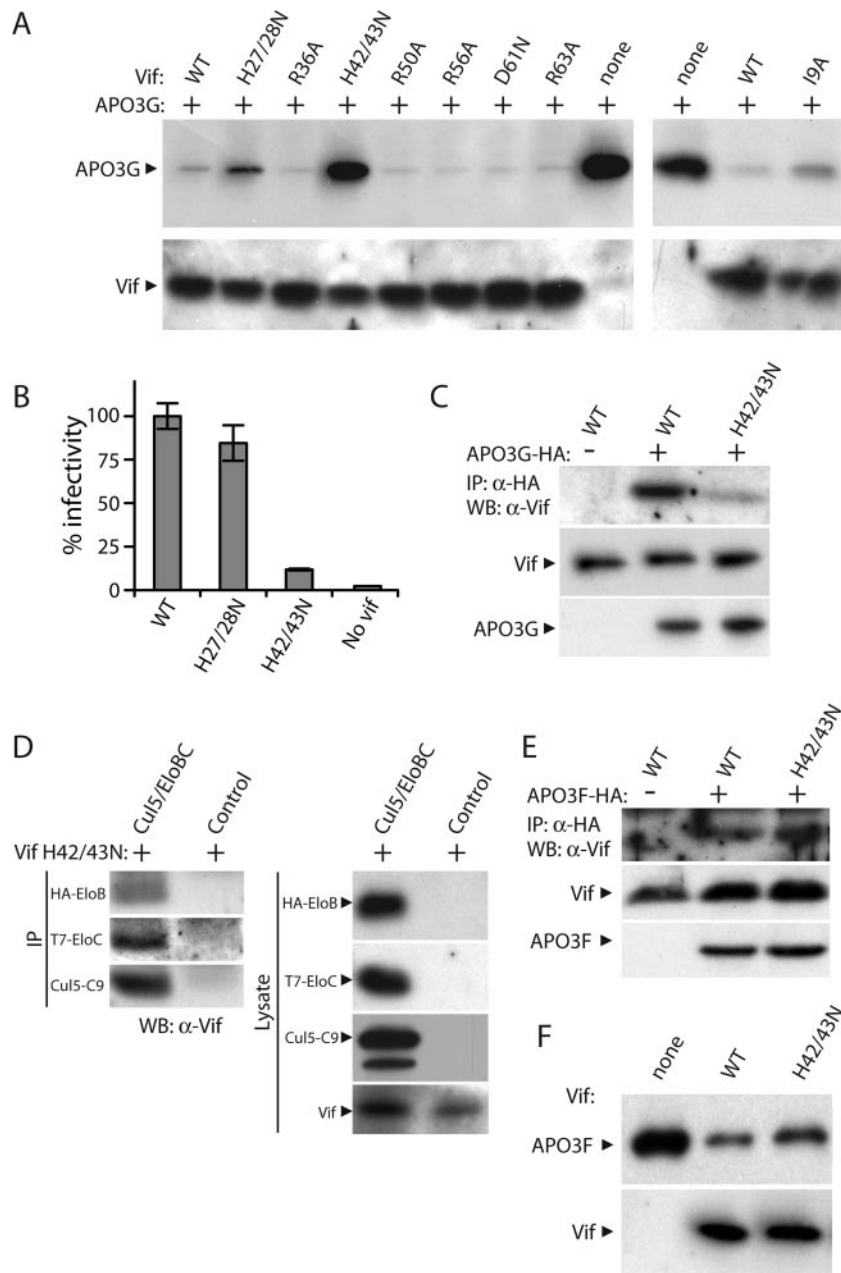 A
Vif: WT H27/28N R36A H42/43N R50A R56A D61N R63A none none WT I9A
APO3G: + + + + + + + + + + + +
APO3G ►
Vif ►
B
% infectivity
100
75
50
25
0
WT H27/28N H42/43N No vif
C
WT WT H42/43N
APO3G-HA: - + +
IP: α-HA
WB: α-Vif
Vif ►
APO3G ►
D
Cul5/EloBC Control
Vif H42/43N: + +
IP
HA-EloB
T7-EloC
Cul5-C9
WB: α-Vif
Cul5/EloBC Control
+ +
Lysate
HA-EloB►
T7-EloC►
Cul5-C9►
Vif ►
E
WT WT H42/43N
APO3F-HA: - + +
IP: α-HA
WB: α-Vif
Vif ►
APO3F ►
F
none WT H42/43N
Vif:
APO3F ►
Vif ►